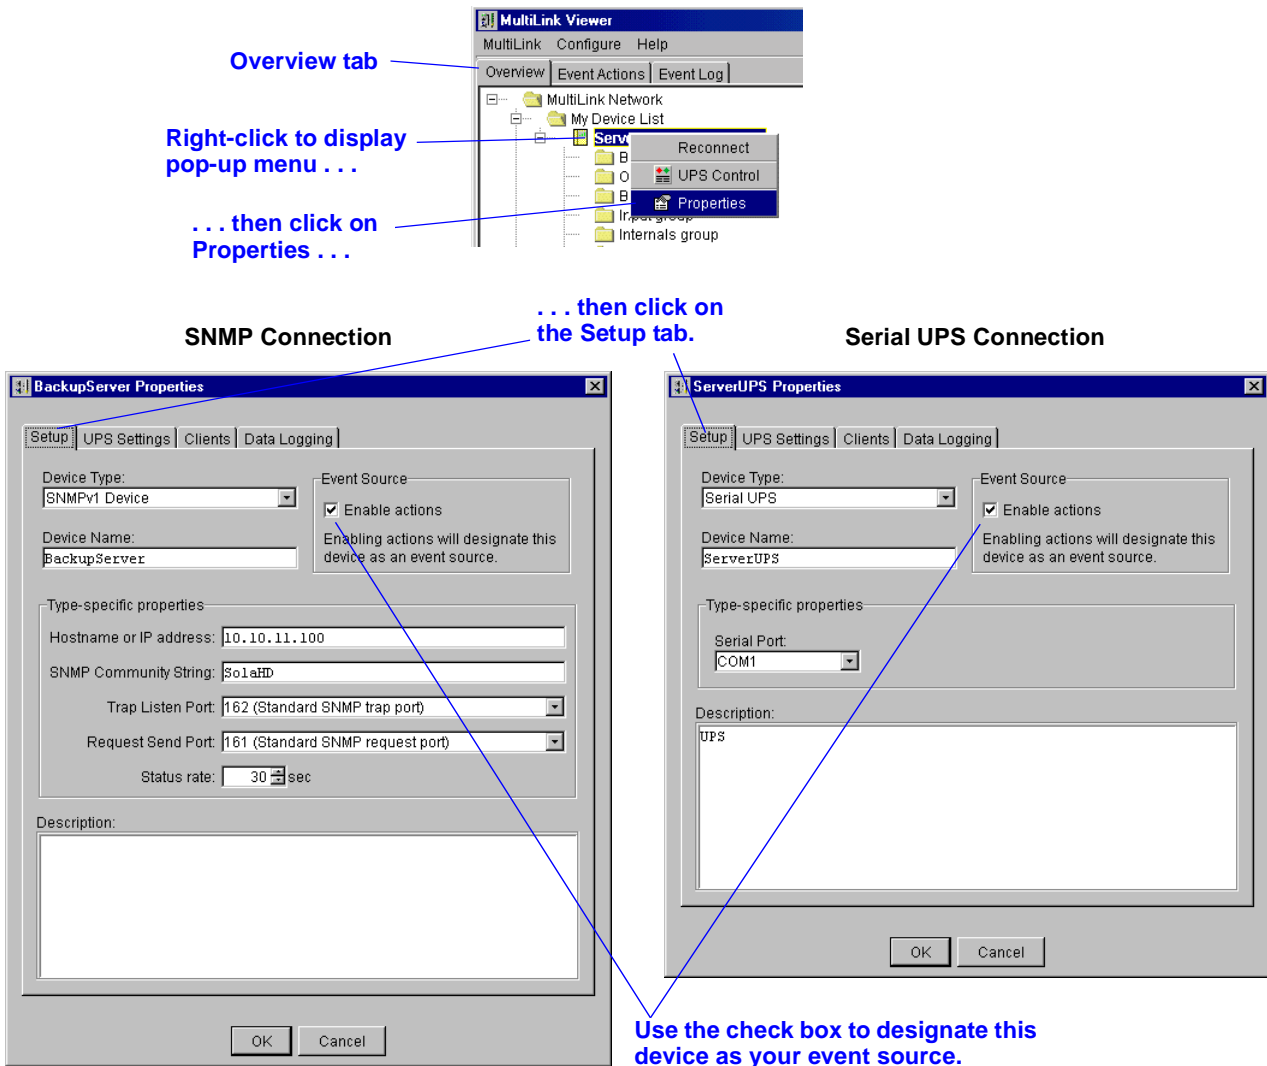 MultiLink Viewer
MultiLink Configure Help
Overview tab
Overview Event Actions Event Log
MultiLink Network
My Device List
Right-click to display
pop-up menu . . .
Serv
Reconnect
B
O
UPS Control
B
Properties
. . . then click on
Properties . . .
Input group
Internals group
. . . then click on
the Setup tab.
SNMP Connection
Serial UPS Connection
BackupServer Properties
Setup UPS Settings Clients Data Logging
Device Type:
SNMPv1 Device
Event Source
Enable actions
Enabling actions will designate this
device as an event source.
Device Name:
BackupServer
Type-specific properties
Hostname or IP address: 10.10.11.100
SNMP Community String: SolaHD
Trap Listen Port: 162 (Standard SNMP trap port)
Request Send Port: 161 (Standard SNMP request port)
Status rate: 30 sec
Description:
OK Cancel
ServerUPS Properties
Setup UPS Settings Clients Data Logging
Device Type:
Serial UPS
Event Source
Enable actions
Enabling actions will designate this
device as an event source.
Device Name:
ServerUPS
Type-specific properties
Serial Port:
COM1
Description:
UPS
OK Cancel
Use the check box to designate this
device as your event source.